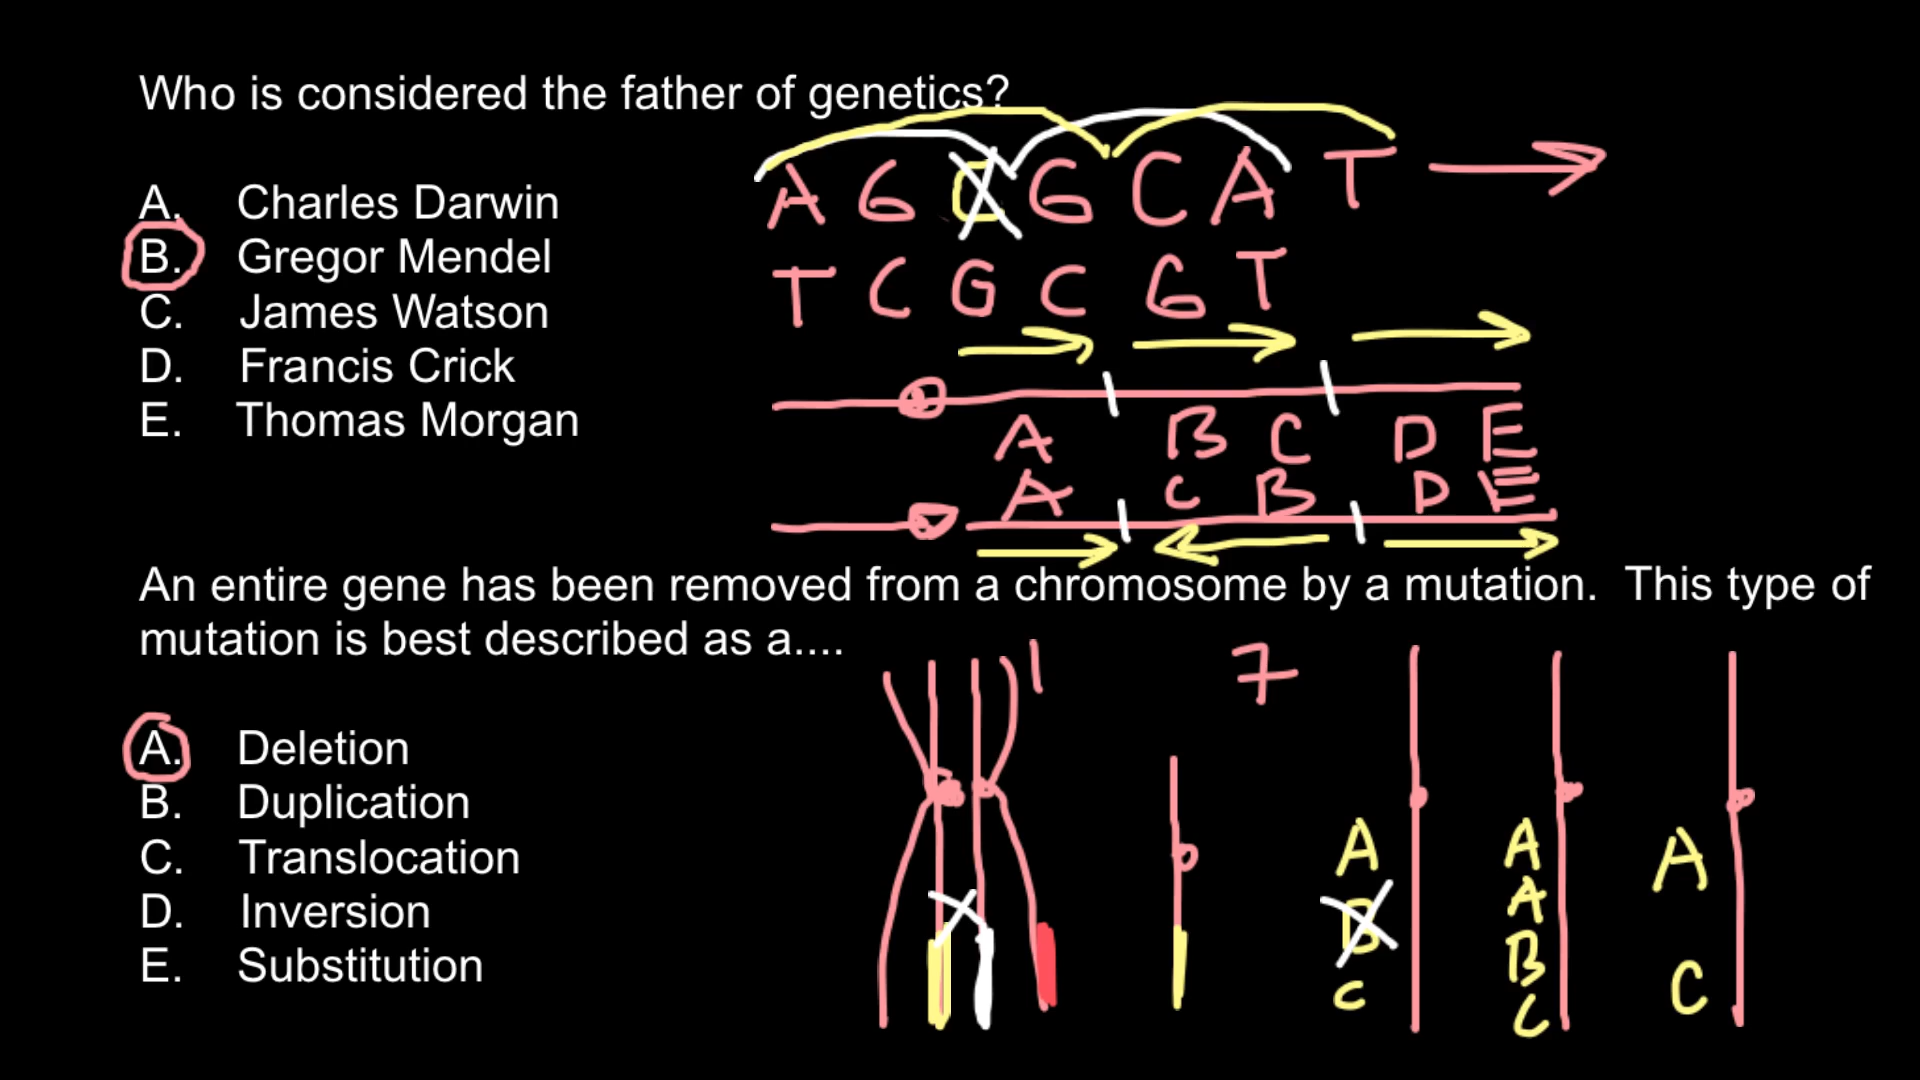 Who is considered the father of genetics?
A. Charles Darwin
B. Gregor Mendel
C. James Watson
D. Francis Crick
E. Thomas Morgan
A G C G C A T
T C G C G T
A B C D E
A C B D E
An entire gene has been removed from a chromosome by a mutation. This type of
mutation is best described as a....
1 7
A. Deletion
B. Duplication
C. Translocation
D. Inversion
E. Substitution
A
B
C
A
A
B
C
A
C